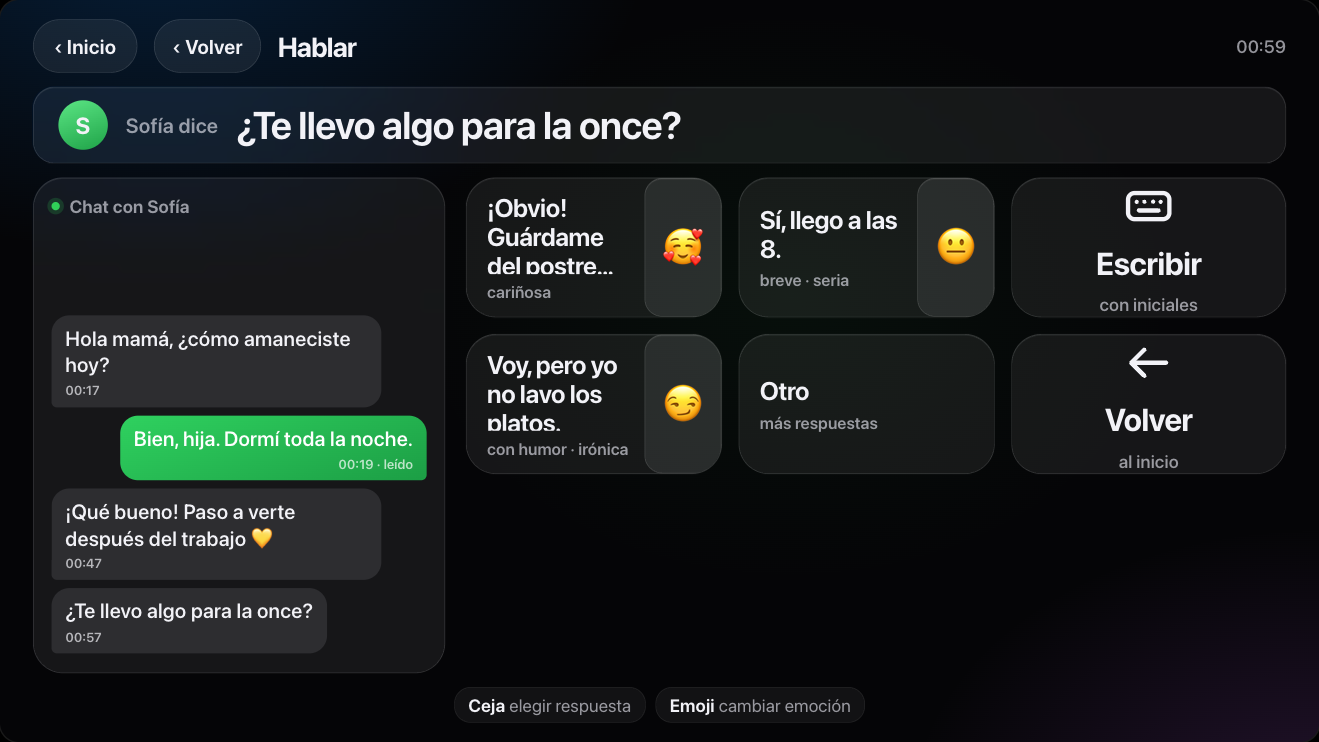 ‹ Inicio
‹ Volver
Hablar
00:59
S
Sofía dice
¿Te llevo algo para la once?
Chat con Sofía
Hola mamá, ¿cómo amaneciste
hoy?
00:17
Bien, hija. Dormí toda la noche.
00:19 · leído
¡Qué bueno! Paso a verte
después del trabajo 💛
00:47
¿Te llevo algo para la once?
00:57
¡Obvio!
Guárdame
del postre…
cariñosa
Sí, llego a las
8.
breve · seria
Escribir
con iniciales
Voy, pero yo
no lavo los
platos.
con humor · irónica
Otro
más respuestas
Volver
al inicio
Ceja elegir respuesta
Emoji cambiar emoción